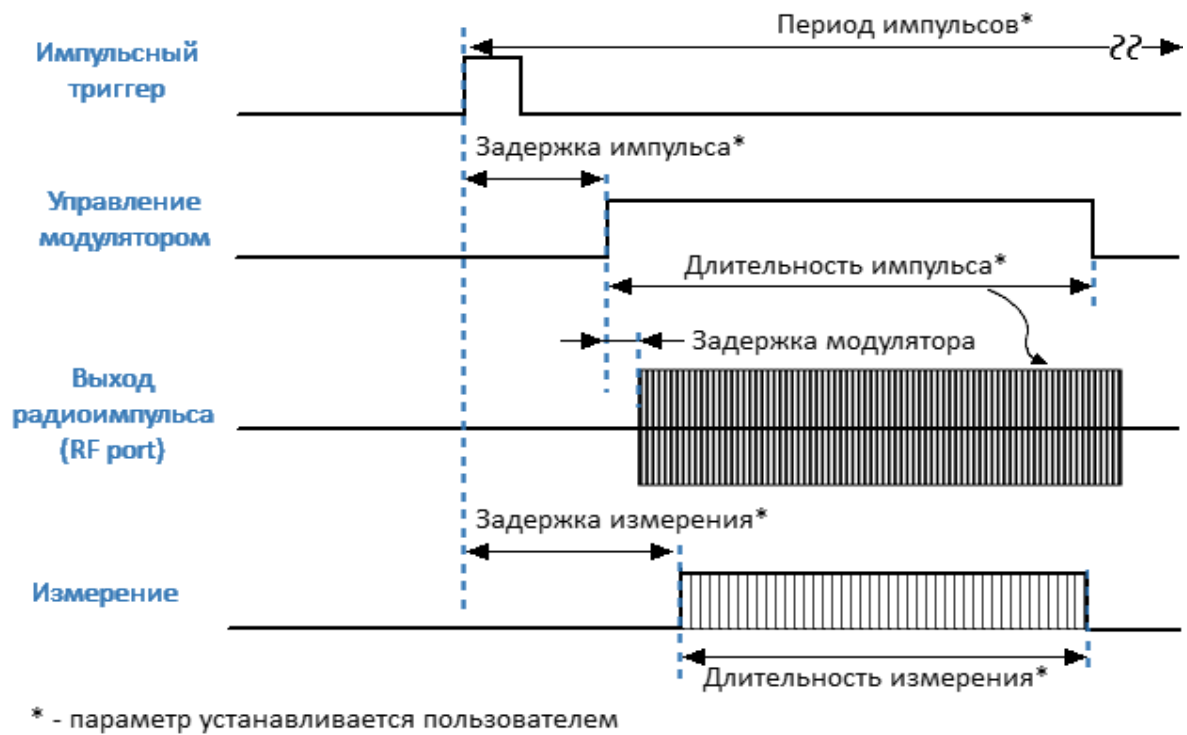 Период импульсов*
Импульсный
триггер
Задержка импульса*
Управление
модулятором
Длительность импульса*
Задержка модулятора
Выход
радиоимпульса
(RF port)
Задержка измерения*
Измерение
Длительность измерения*
* - параметр устанавливается пользователем